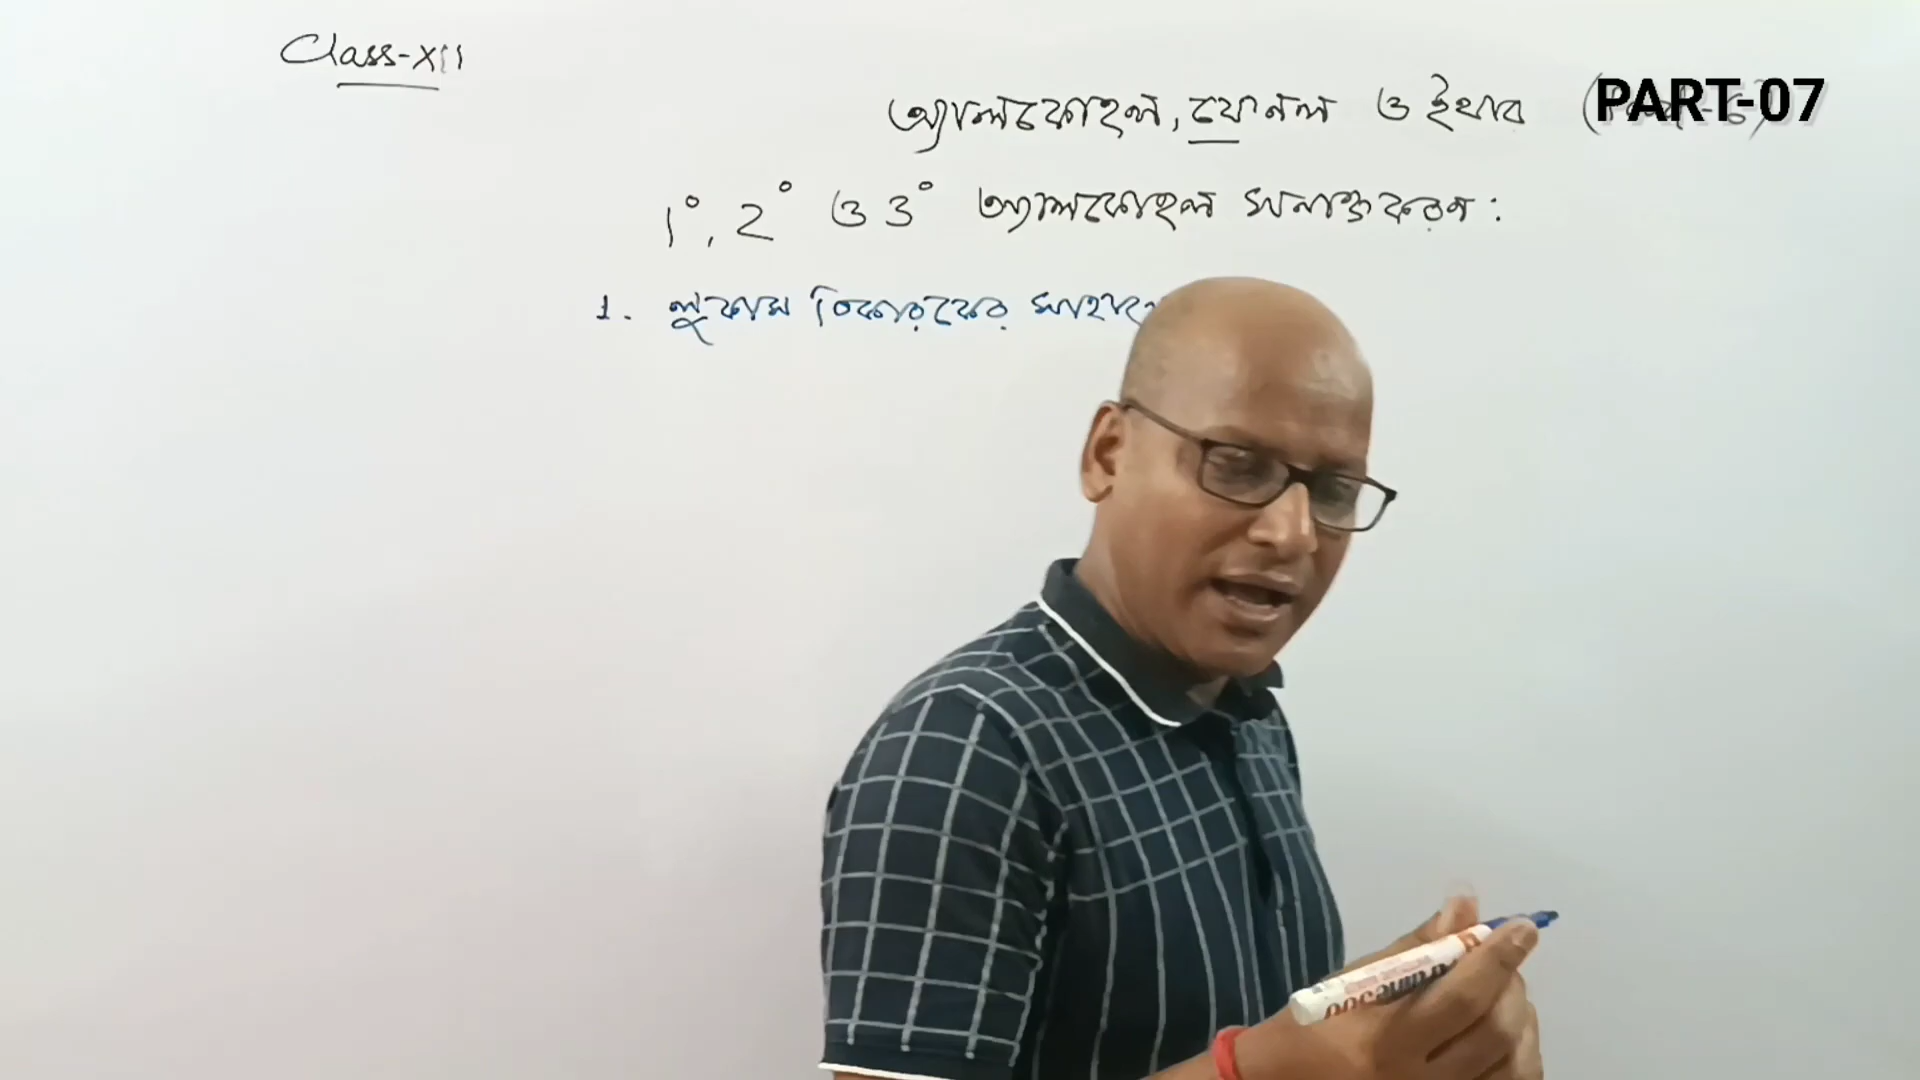 Class-XII
অ্যালকোহল, ফেনল ও ইথার PART-07
1°, 2° ও 3° অ্যালকোহল সনাক্তকরণ :
1. লুকাস বিকারকের